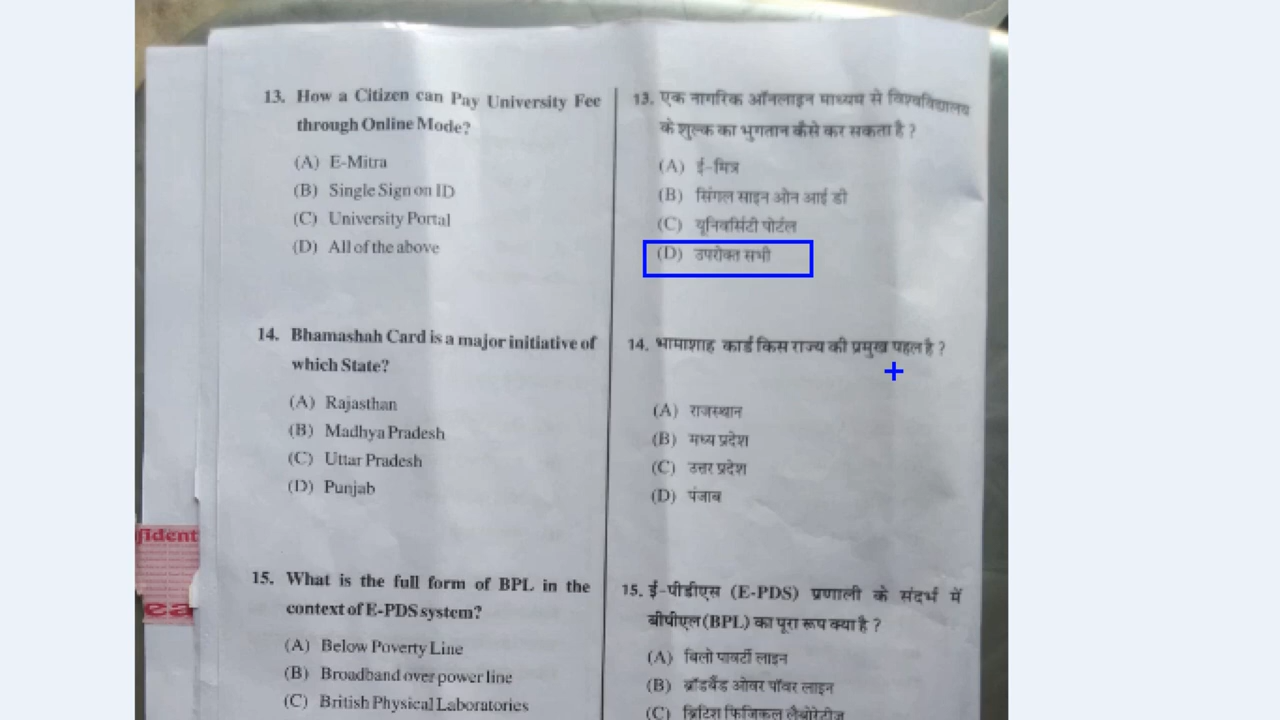 13. How a Citizen can Pay University Fee
through Online Mode?
(A) E-Mitra
(B) Single Sign on ID
(C) University Portal
(D) All of the above
14. Bhamashah Card is a major initiative of
which State?
(A) Rajasthan
(B) Madhya Pradesh
(C) Uttar Pradesh
(D) Punjab
15. What is the full form of BPL in the
context of E-PDS system?
(A) Below Poverty Line
(B) Broadband over power line
(C) British Physical Laboratories
13. एक नागरिक ऑनलाइन माध्यम से विश्वविद्यालय
के शुल्क का भुगतान कैसे कर सकता है ?
(A) ई-मित्र
(B) सिंगल साइन ओन आई डी
(C) यूनिवर्सिटी पोर्टल
(D) उपरोक्त सभी
14. भामाशाह कार्ड किस राज्य की प्रमुख पहल है ?
(A) राजस्थान
(B) मध्य प्रदेश
(C) उत्तर प्रदेश
(D) पंजाब
15. ई-पीडीएस (E-PDS) प्रणाली के संदर्भ में
बीपीएल (BPL) का पूरा रूप क्या है ?
(A) बिलो पावर्टी लाइन
(B) ब्रॉडबैंड ओवर पॉवर लाइन
(C) ब्रिटिश फिजिकल लैबोरेटीज
fident
ea